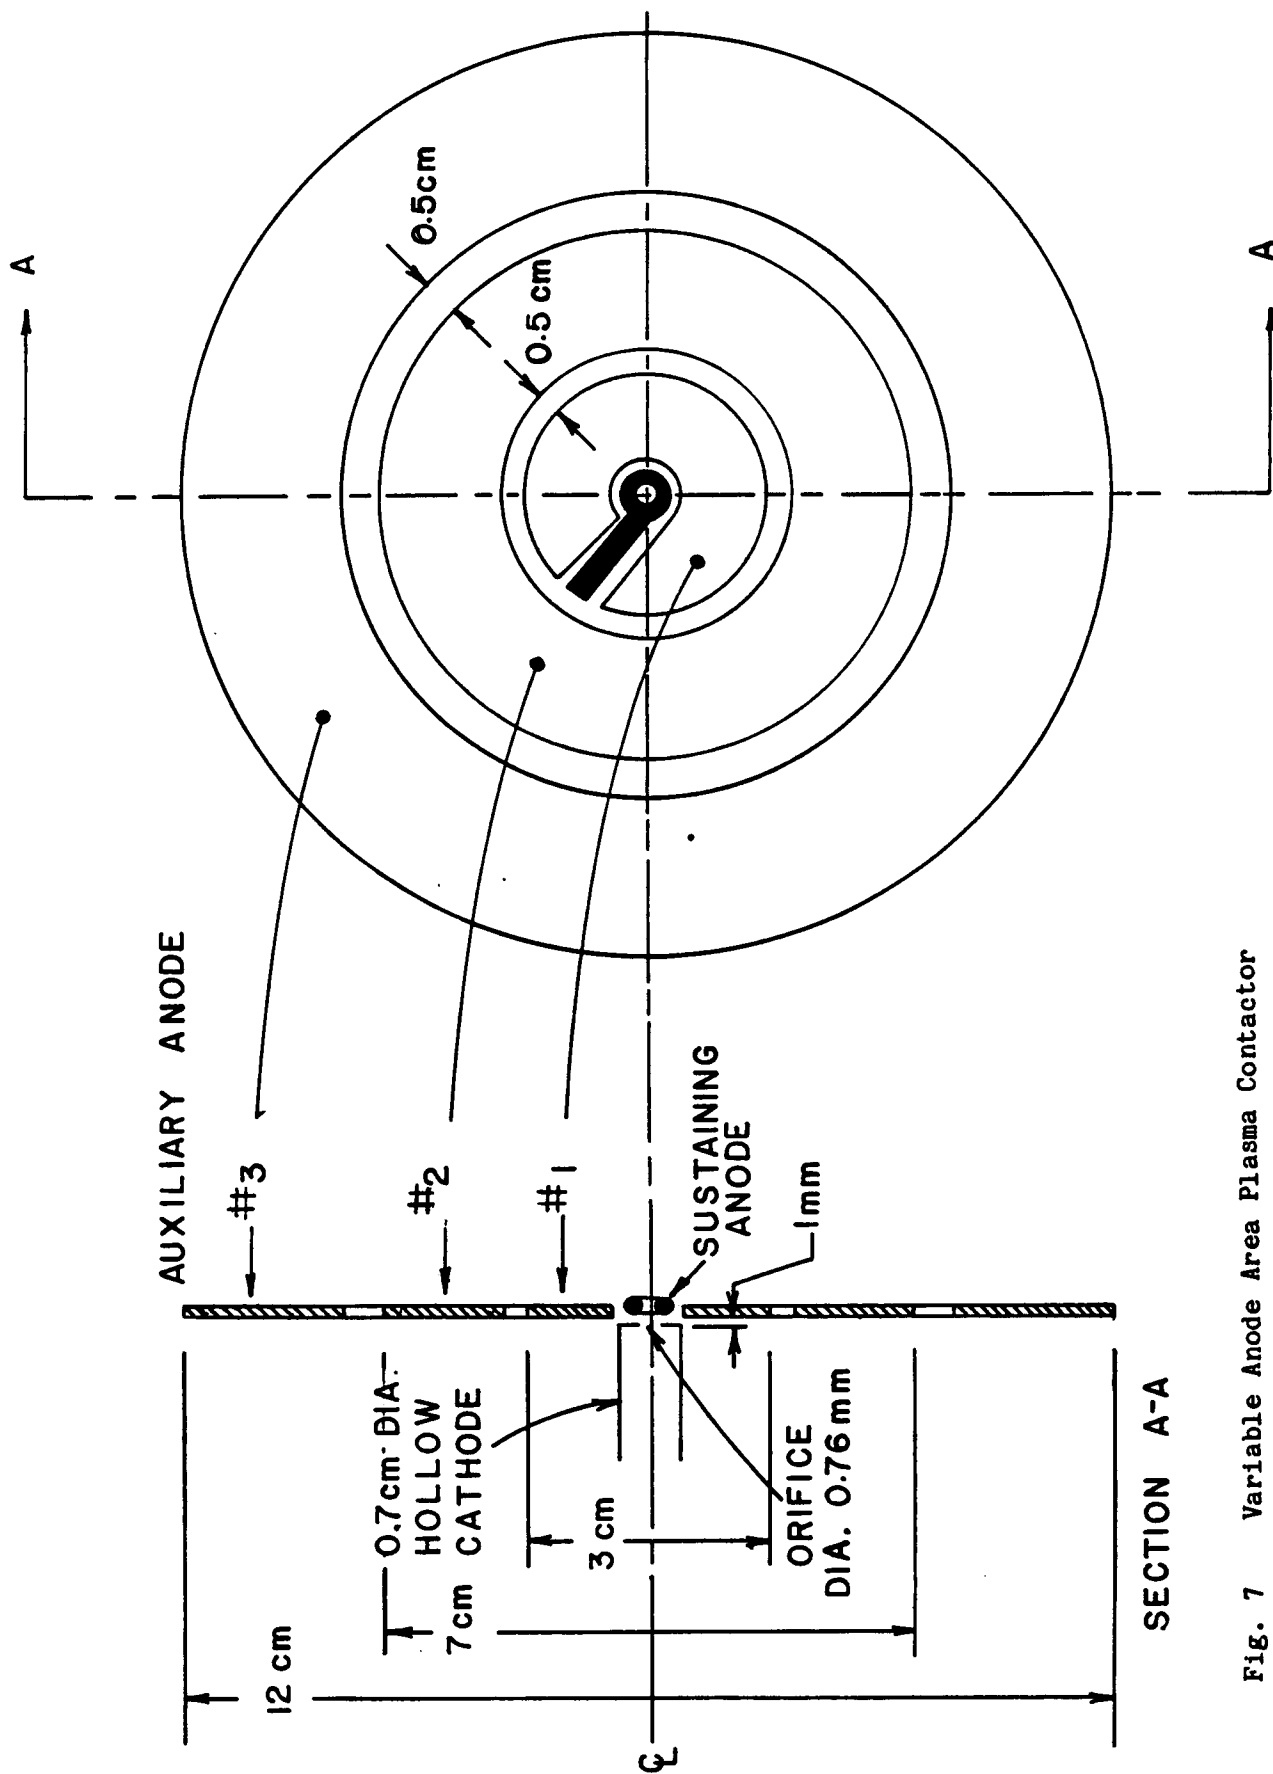 A
A
0.5cm
0.5 cm
AUXILIARY ANODE
#3
#2
#1
SUSTAINING
ANODE
1mm
0.7cm DIA.
HOLLOW
CATHODE
3 cm
7cm
12 cm
ORIFICE
DIA. 0.76mm
℄
SECTION A-A
Fig. 7 Variable Anode Area Plasma Contactor